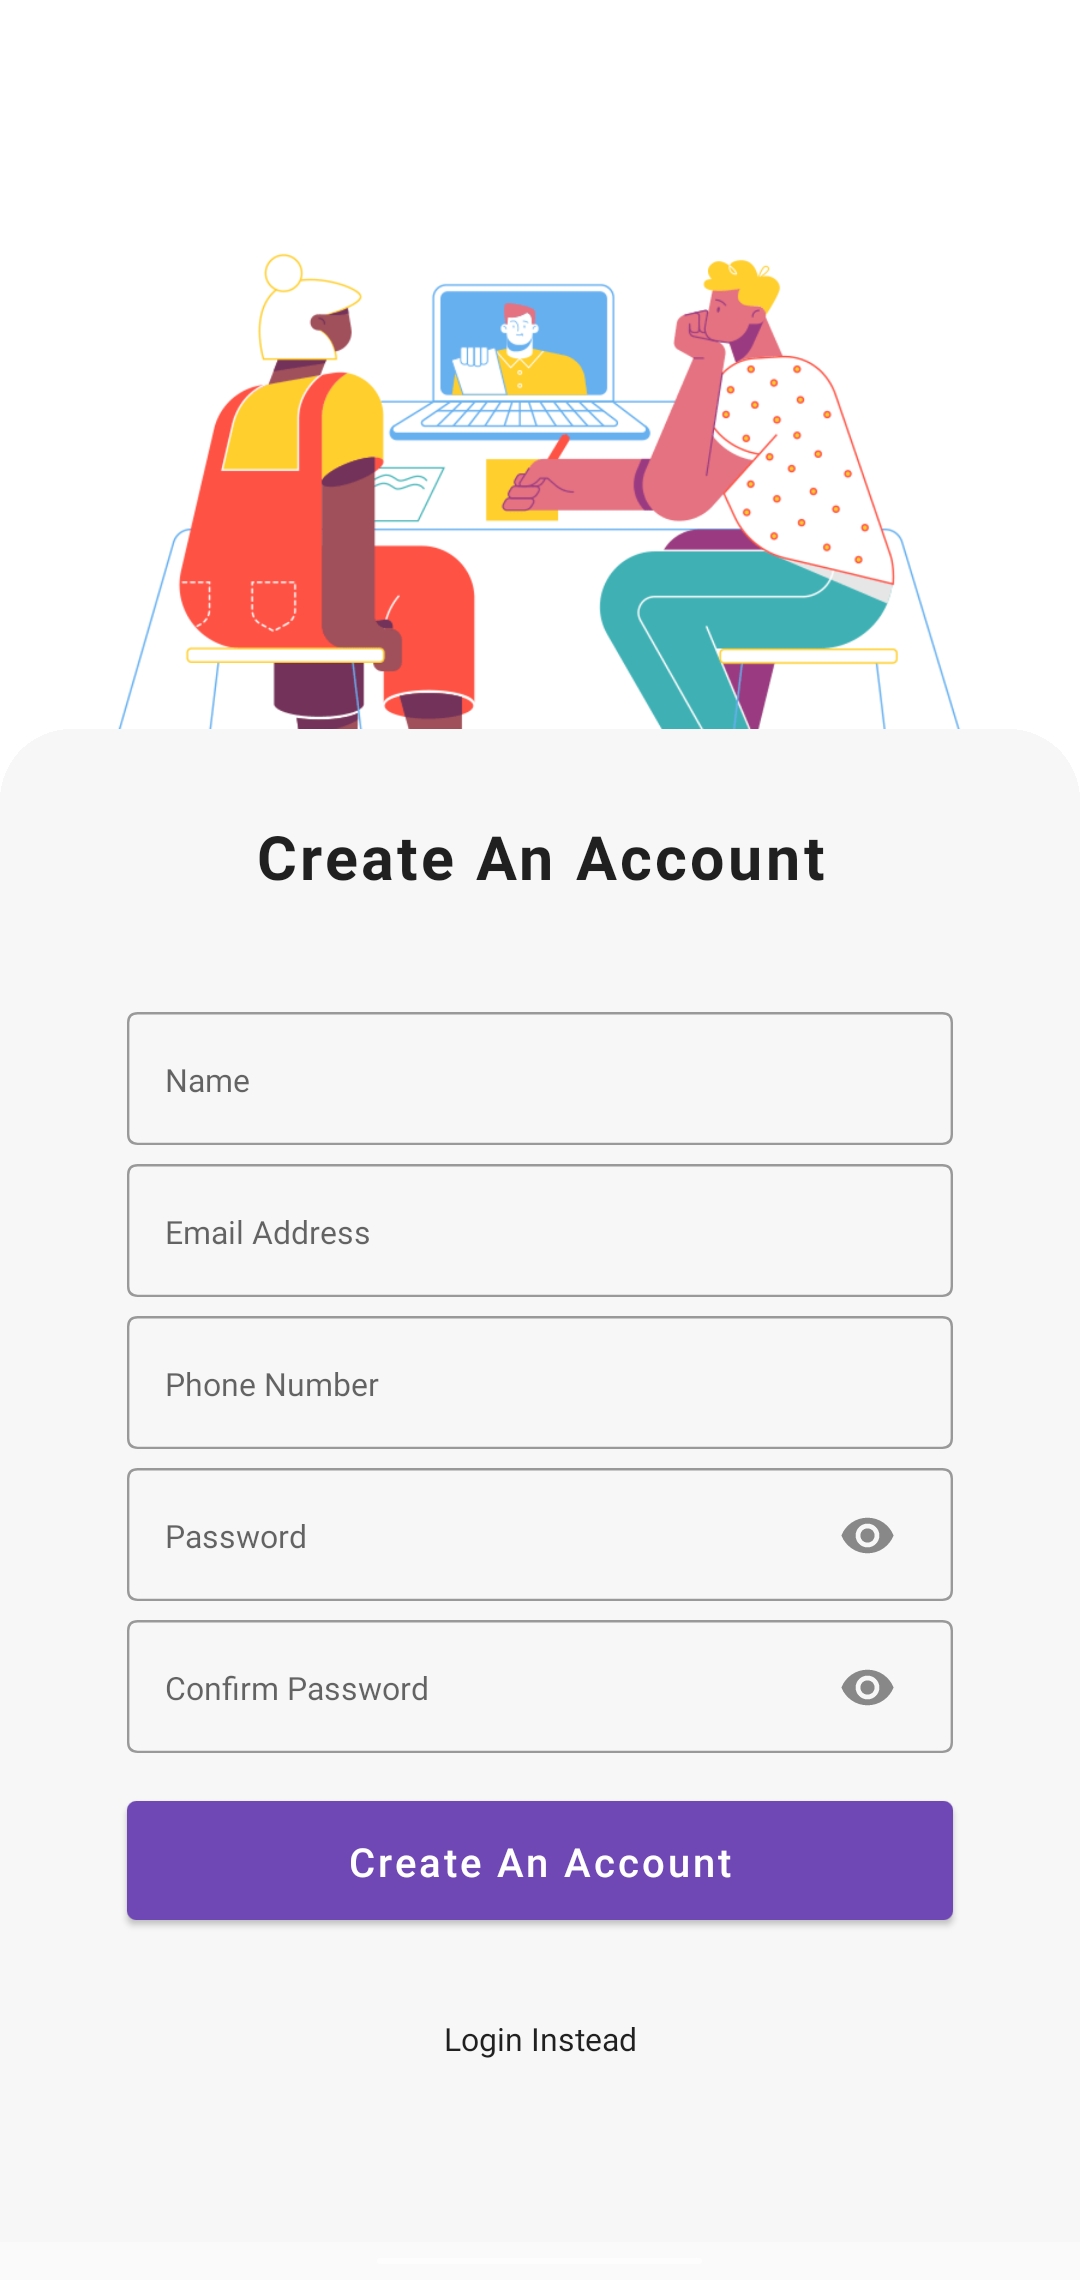 Create An Account
Name
Email Address
Phone Number
Password
Confirm Password
Create An Account
Login Instead